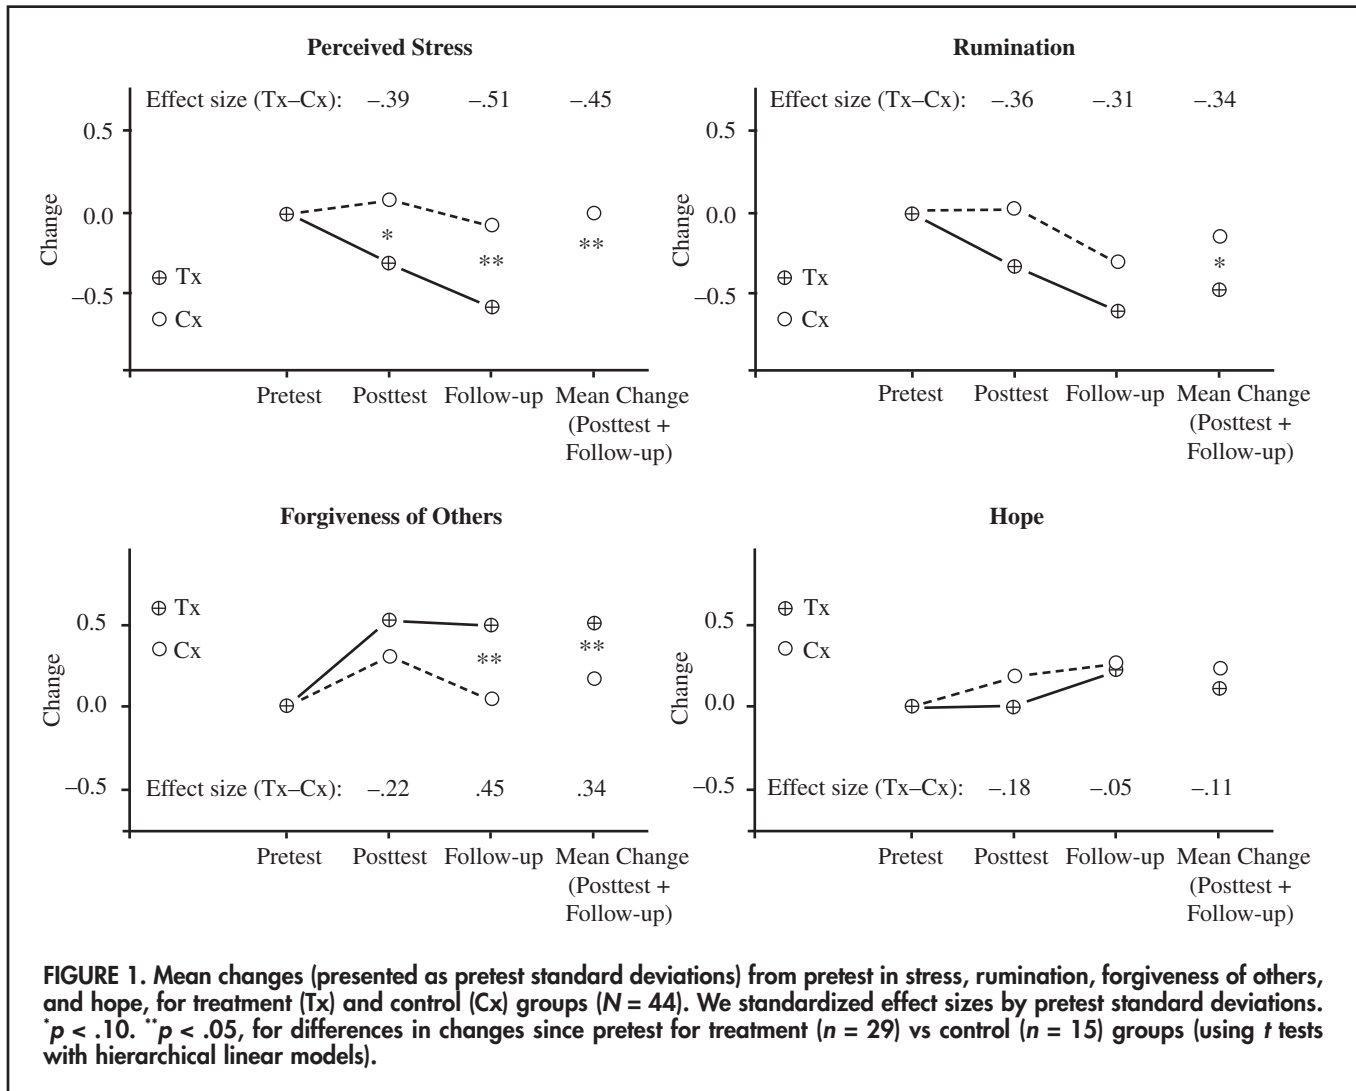 Perceived Stress
Effect size (Tx–Cx): –.39 –.51 –.45
0.5
0.0
–0.5
Change
Tx
Cx
*
**
**
Pretest Posttest Follow-up Mean Change
(Posttest +
Follow-up)
Rumination
Effect size (Tx–Cx): –.36 –.31 –.34
0.5
0.0
–0.5
Change
Tx
Cx
*
Pretest Posttest Follow-up Mean Change
(Posttest +
Follow-up)
Forgiveness of Others
Tx
Cx
0.5
0.0
–0.5
Change
**
**
Effect size (Tx–Cx): –.22 .45 .34
Pretest Posttest Follow-up Mean Change
(Posttest +
Follow-up)
Hope
Tx
Cx
0.5
0.0
–0.5
Change
Effect size (Tx–Cx): –.18 –.05 –.11
Pretest Posttest Follow-up Mean Change
(Posttest +
Follow-up)
FIGURE 1. Mean changes (presented as pretest standard deviations) from pretest in stress, rumination, forgiveness of others,
and hope, for treatment (Tx) and control (Cx) groups (N = 44). We standardized effect sizes by pretest standard deviations.
*p < .10. **p < .05, for differences in changes since pretest for treatment (n = 29) vs control (n = 15) groups (using t tests
with hierarchical linear models).